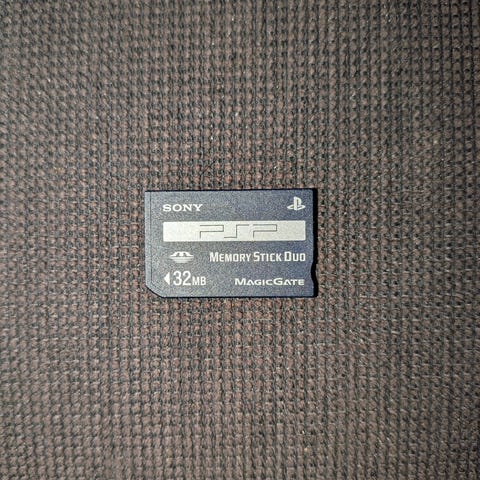 SONY
PSP
MEMORY STICK DUO
32MB
MAGICGATE